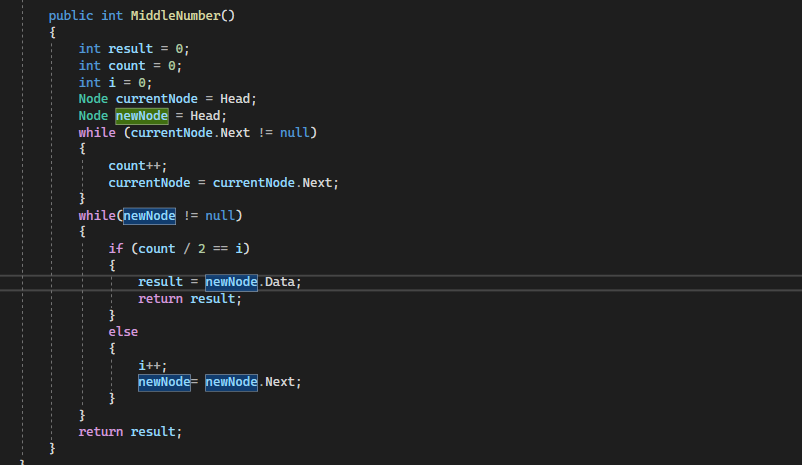 public int MiddleNumber()
{
int result = 0;
int count = 0;
int i = 0;
Node currentNode = Head;
Node newNode = Head;
while (currentNode.Next != null)
{
count++;
currentNode = currentNode.Next;
}
while(newNode != null)
{
if (count / 2 == i)
{
result = newNode.Data;
return result;
}
else
{
i++;
newNode= newNode.Next;
}
}
return result;
}
}